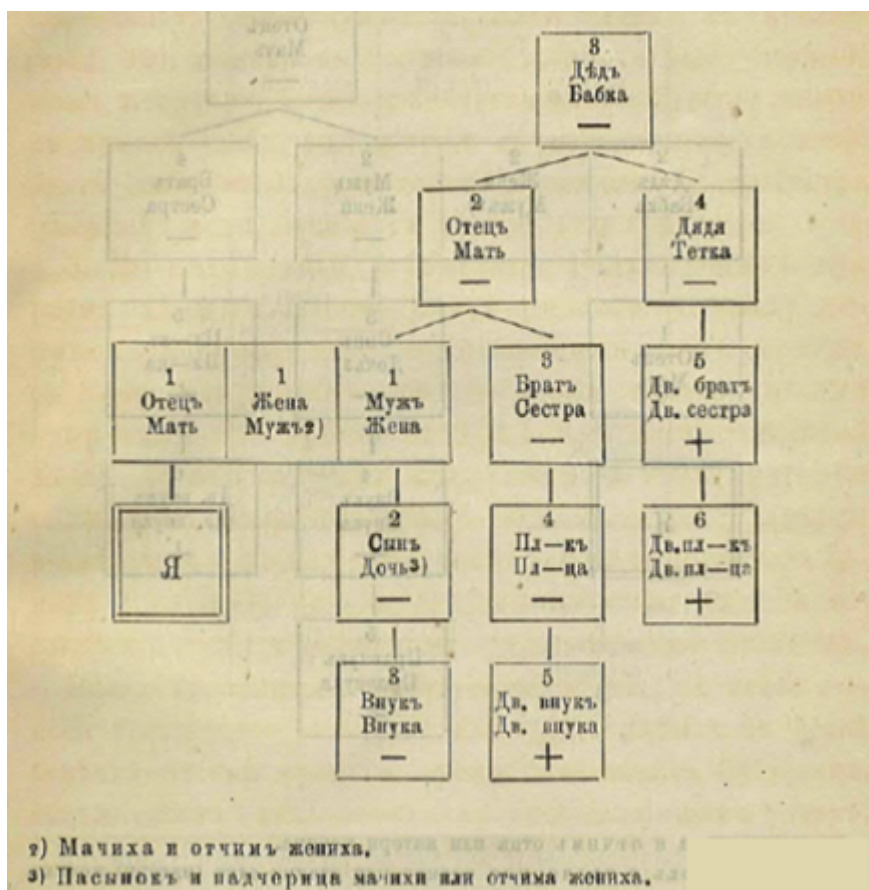 3
Дѣдъ
Бабка
—
2
Отецъ
Мать
—
4
Дядя
Тетка
—
1
Отецъ
Мать
1
Жена
Мужъ2)
1
Мужъ
Жена
3
Братъ
Сестра
—
5
Дв. братъ
Дв. сестра
+
Я
2
Сынъ
Дочь3)
—
4
Пл—къ
Пл—ца
—
6
Дв. пл—къ
Дв. пл—ца
+
3
Внукъ
Внука
—
5
Дв. внукъ
Дв. внука
+
2) Мачиха и отчимъ жениха.
3) Пасынокъ и падчерица мачихи или отчима жениха.